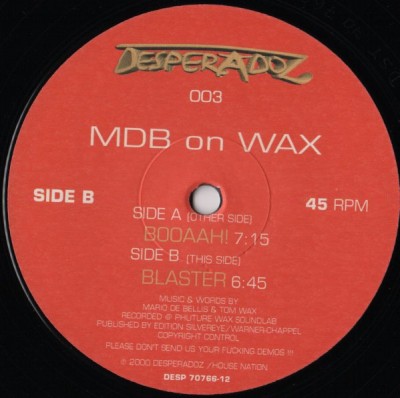 DESPERADOZ
003
MDB on WAX
SIDE B
45 RPM
SIDE A (OTHER SIDE)
BOOAAH! 7:15
SIDE B (THIS SIDE)
BLASTER 6:45
MUSIC & WORDS BY
MARIO DE BELLIS & TOM WAX
RECORDED @ PHUTURE WAX SOUNDLAB
PUBLISHED BY EDITION SILVEREYE/WARNER-CHAPPEL
COPYRIGHT CONTROL
PLEASE DON'T SEND US YOUR FUCKING DEMOS !!!
℗ 2000 DESPERADOZ / HOUSE NATION
DESP 70766-12